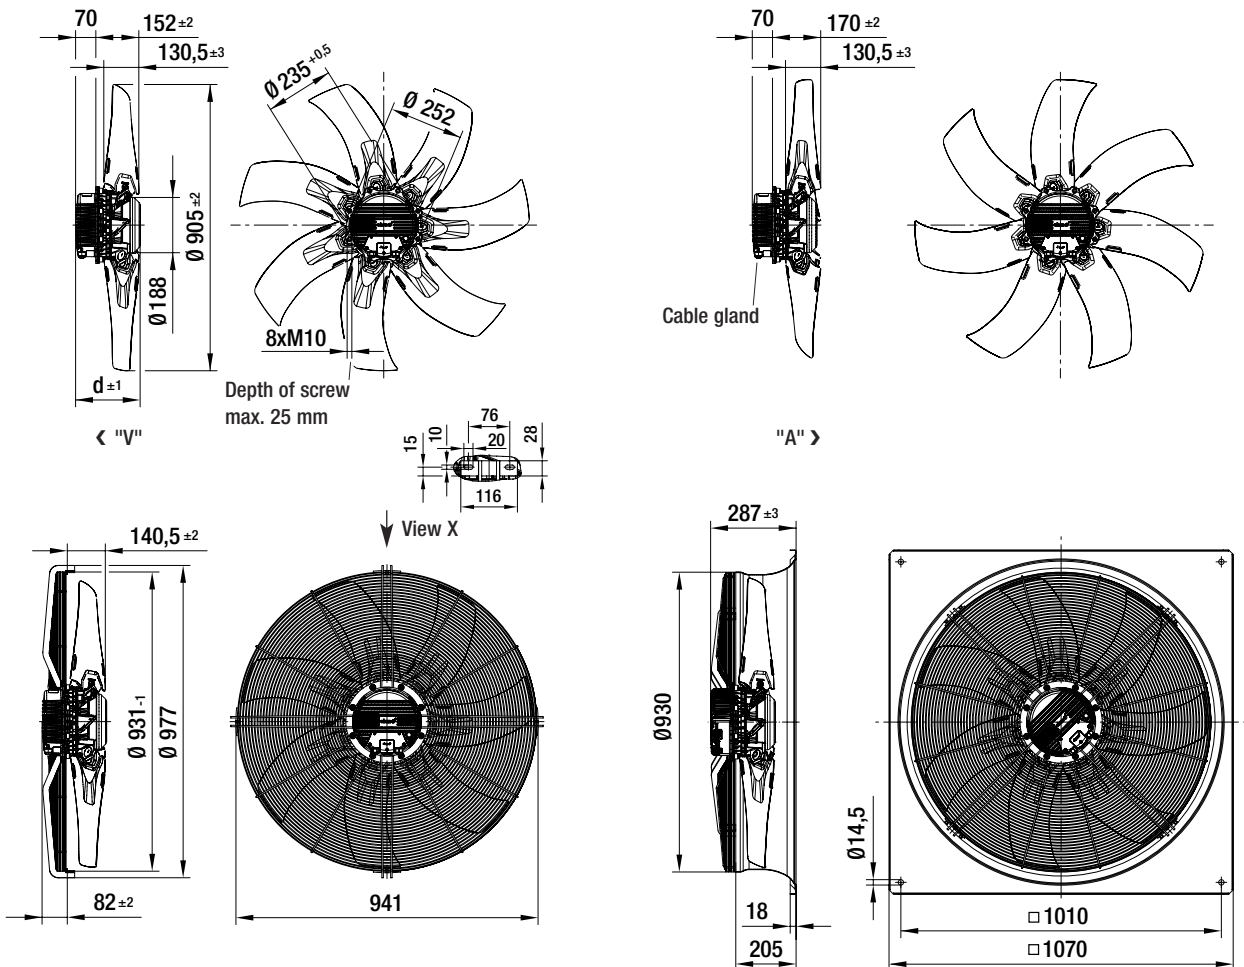 70
152 ±2
130,5 ±3
Ø 235 +0,5
Ø 252
Ø 905 ±2
Ø 188
8xM10
Depth of screw
max. 25 mm
d ±1
❮ "V"
70
170 ±2
130,5 ±3
Cable gland
"A" ❯
76
10
20
28
15
116
View X
140,5 ±2
Ø 931-1
Ø 977
82 ±2
941
287 ±3
Ø930
18
205
Ø14,5
□ 1010
□ 1070